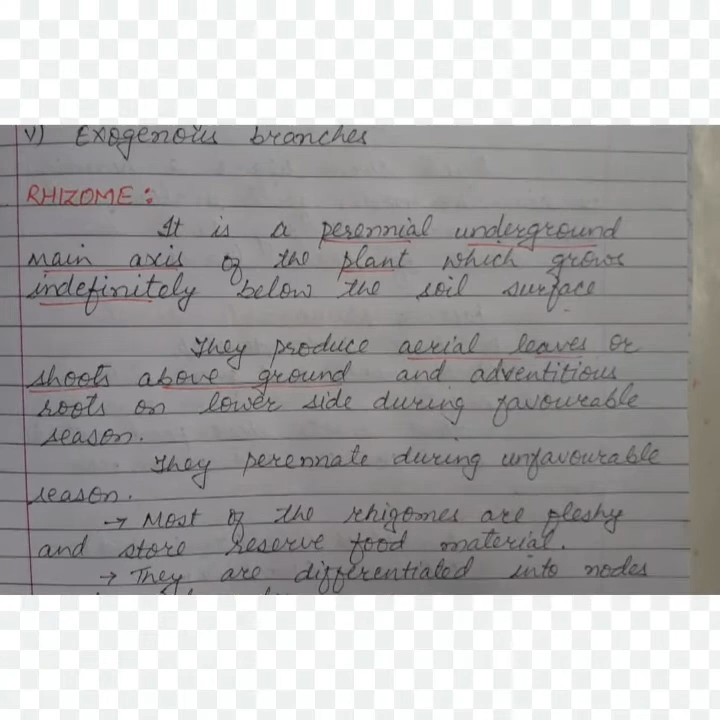 v) Exogenous branches
RHIZOME :
It is a perennial underground
main axis of the plant which grows
indefinitely below the soil surface
They produce aerial leaves or
shoots above ground and adventitious
roots on lower side during favourable
season.
They perennate during unfavourable
season.
→ Most of the rhizomes are fleshy
and store reserve food material.
→ They are differentiated into nodes